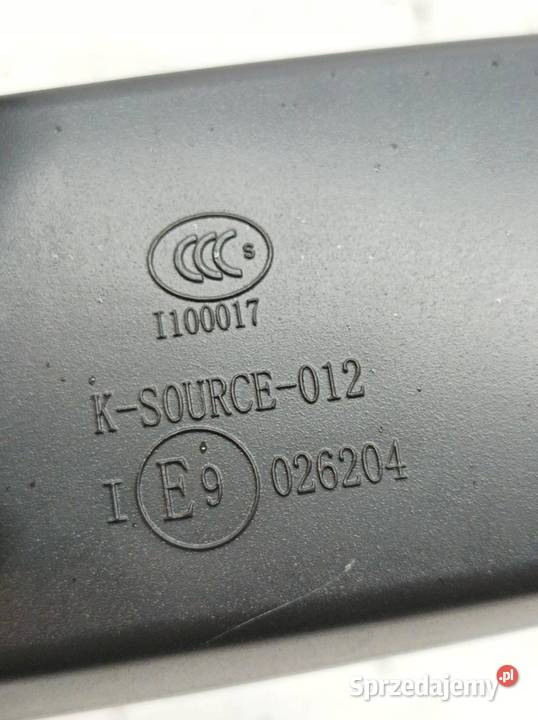 CCC S
I100017
K-SOURCE-012
I E9 026204
Sprzedajemy.pl